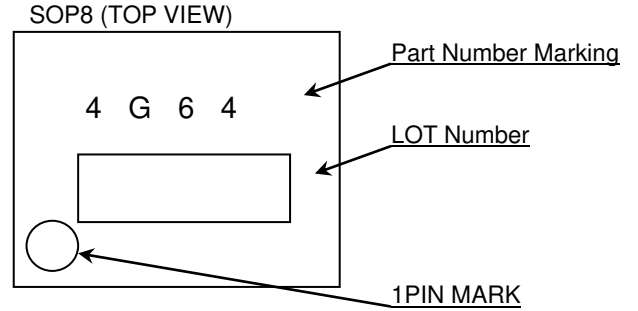 SOP8 (TOP VIEW)
Part Number Marking
4 G 6 4
LOT Number
1PIN MARK